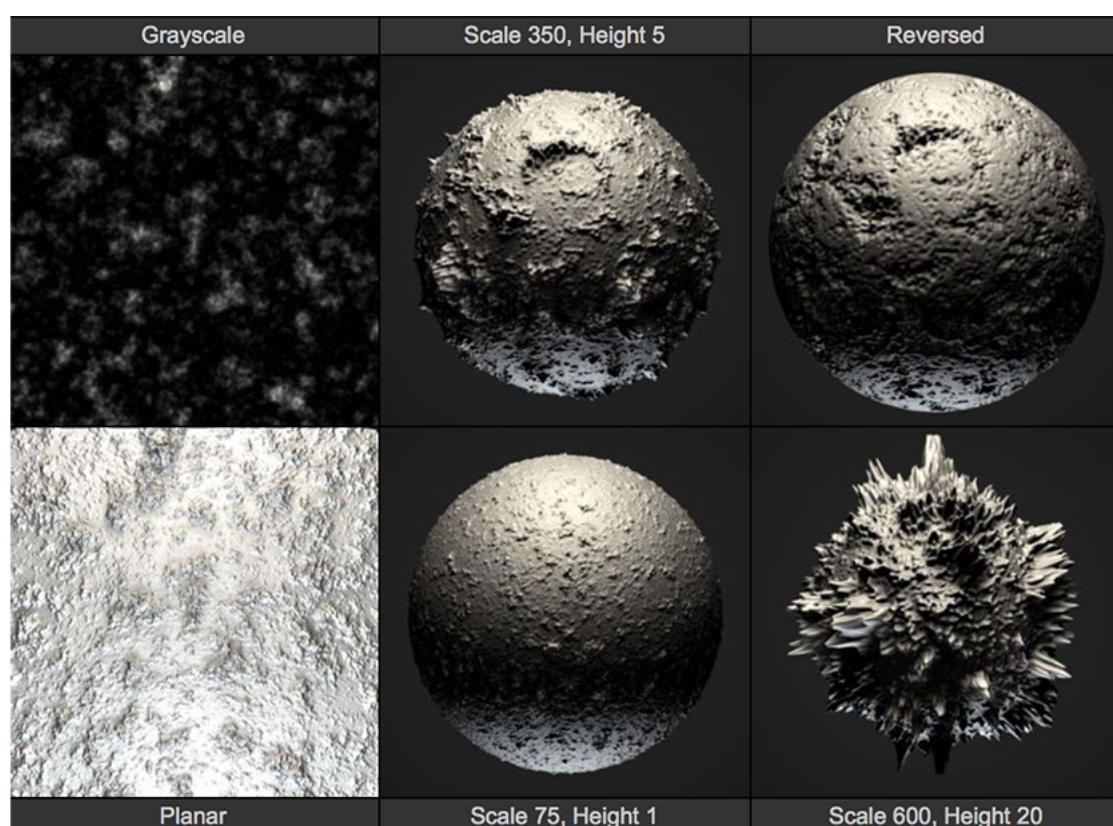 Grayscale
Scale 350, Height 5
Reversed
Planar
Scale 75, Height 1
Scale 600, Height 20